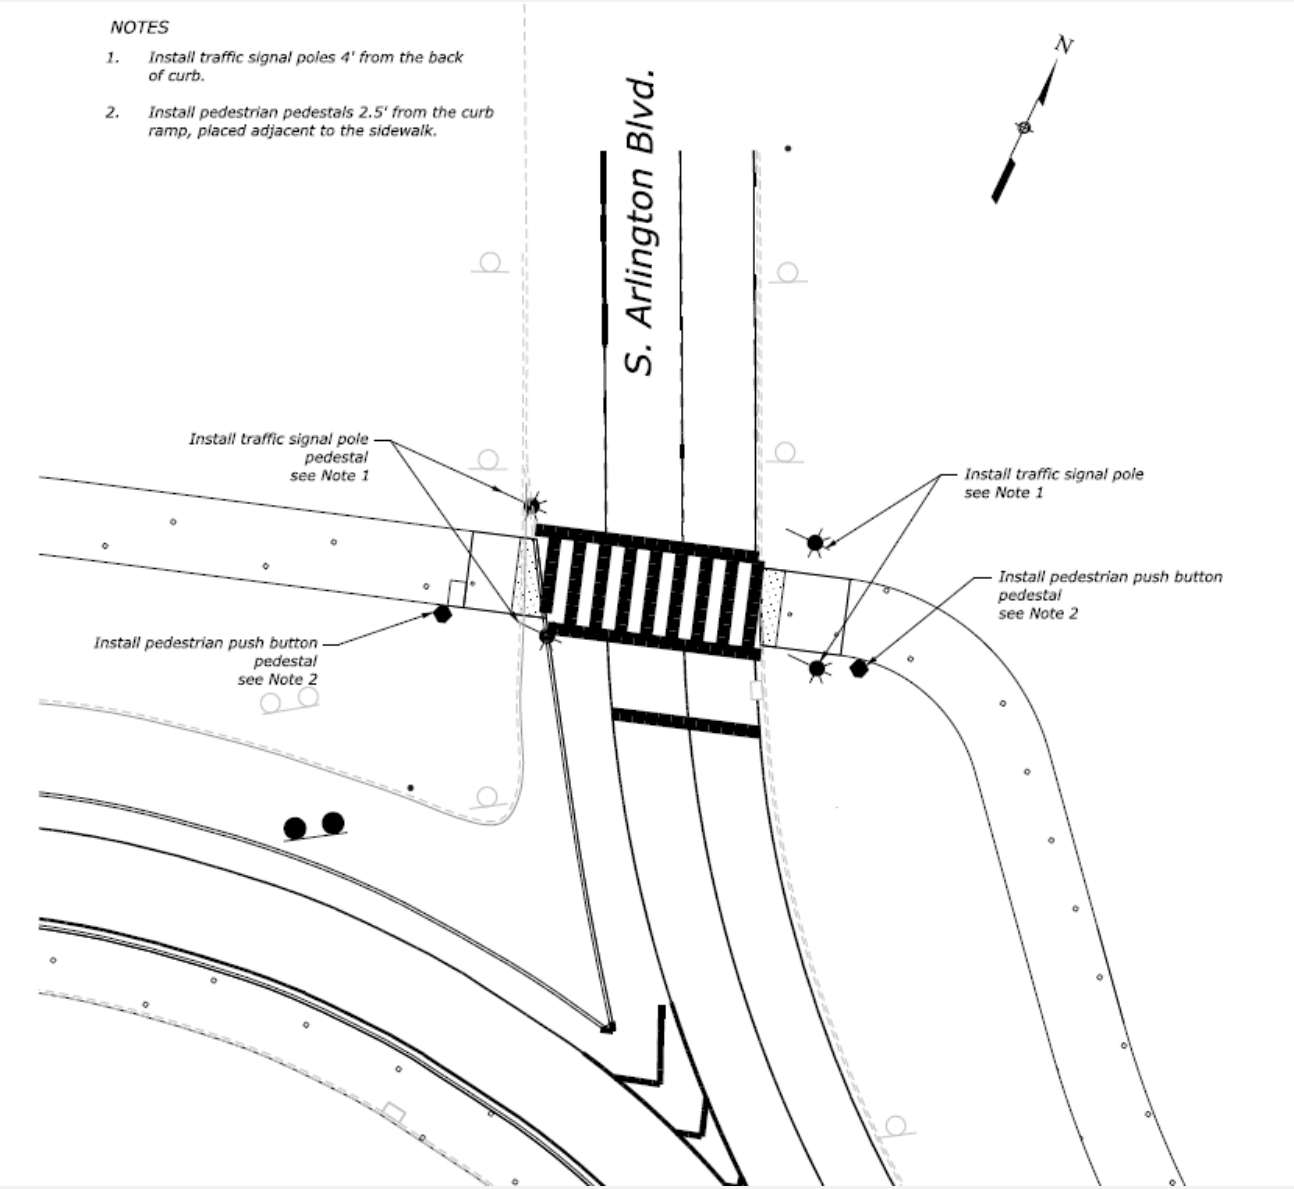 NOTES
1. Install traffic signal poles 4' from the back
of curb.
2. Install pedestrian pedestals 2.5' from the curb
ramp, placed adjacent to the sidewalk.
N
S. Arlington Blvd.
Install traffic signal pole
pedestal
see Note 1
Install traffic signal pole
see Note 1
Install pedestrian push button
pedestal
see Note 2
Install pedestrian push button
pedestal
see Note 2